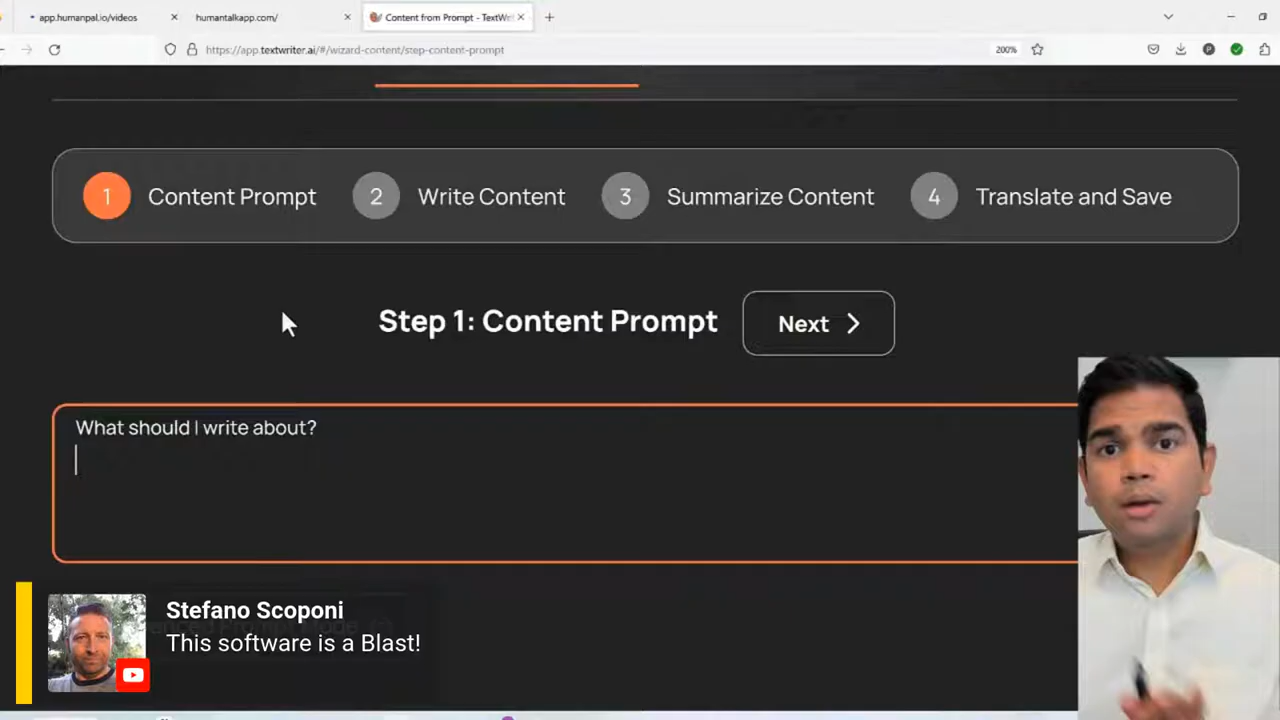 app.humanpal.io/videos
humantalkapp.com/
Content from Prompt - TextWri
https://app.textwriter.ai/#/wizard-content/step-content-prompt
200%
1 Content Prompt
2 Write Content
3 Summarize Content
4 Translate and Save
Step 1: Content Prompt
Next
What should I write about?
Stefano Scoponi
This software is a Blast!